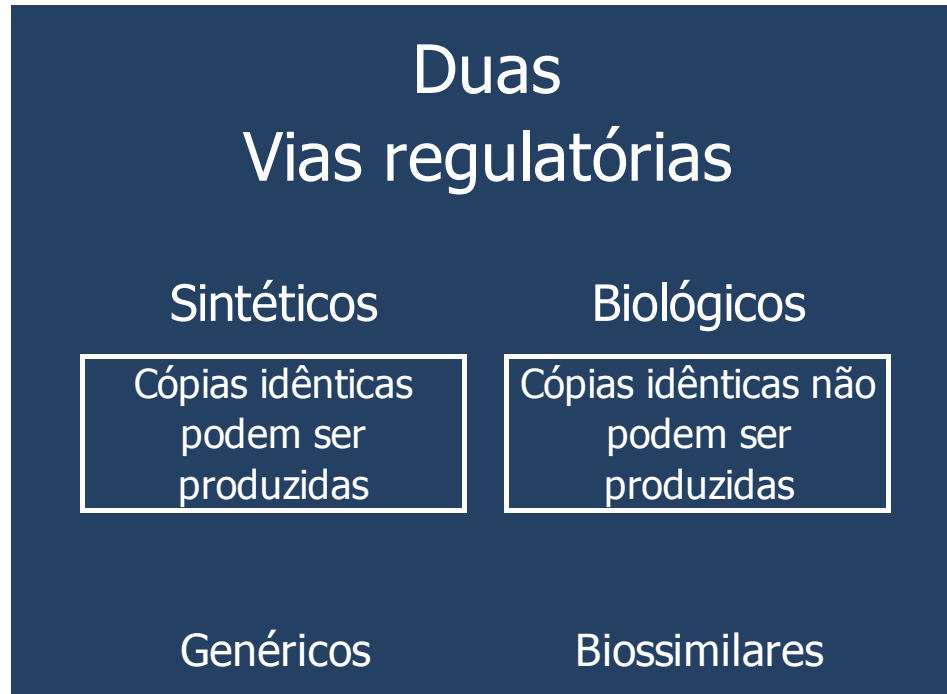 Duas
Vias regulatórias
Sintéticos
Biológicos
Cópias idênticas
podem ser
produzidas
Cópias idênticas não
podem ser
produzidas
Genéricos
Biossimilares